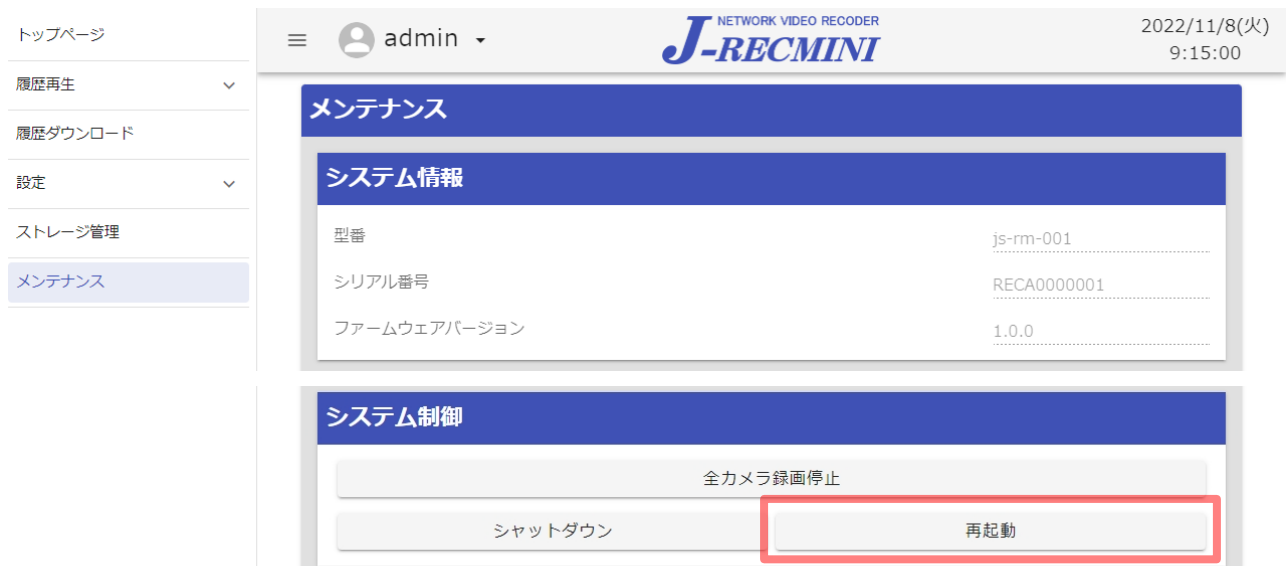 トップページ
履歴再生
履歴ダウンロード
設定
ストレージ管理
メンテナンス
admin
NETWORK VIDEO RECODER
J-RECMINI
2022/11/8(火)
9:15:00
メンテナンス
システム情報
型番
js-rm-001
シリアル番号
RECA0000001
ファームウェアバージョン
1.0.0
システム制御
全カメラ録画停止
シャットダウン
再起動